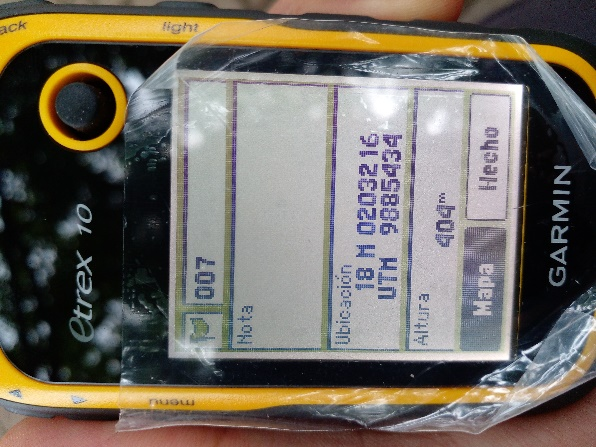 ack
light
menu
etrex 10
007
Nota
Ubicación
18 M 0203216
UTM 9885434
Altura
404m
Mapa
Hecho
GARMIN